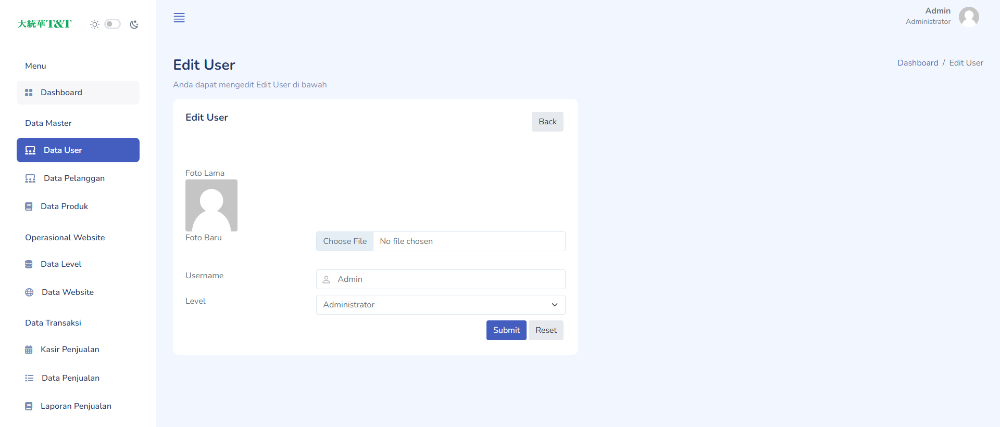 大統華T&T
Menu
Dashboard
Data Master
Data User
Data Pelanggan
Data Produk
Operasional Website
Data Level
Data Website
Data Transaksi
Kasir Penjualan
Data Penjualan
Laporan Penjualan
Admin
Administrator
Edit User
Dashboard / Edit User
Anda dapat mengedit Edit User di bawah
Edit User
Back
Foto Lama
Foto Baru
Choose File No file chosen
Username
Admin
Level
Administrator
Submit Reset